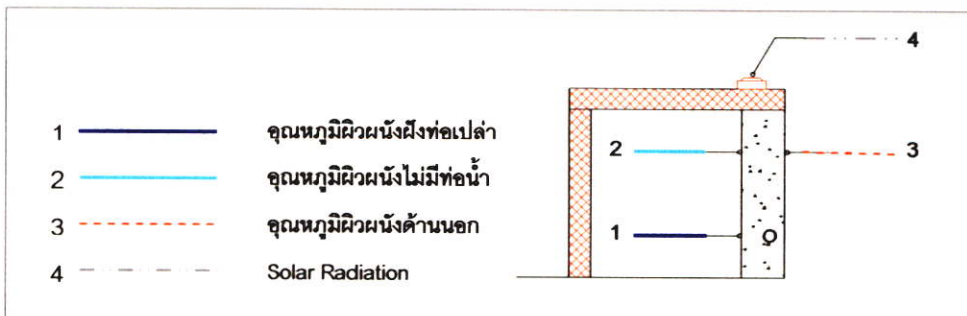 4
1 อุณหภูมิผิวผนังฝังท่อเปล่า
2 อุณหภูมิผิวผนังไม่มีท่อน้ำ
3 อุณหภูมิผิวผนังด้านนอก
4 Solar Radiation
2
3
1